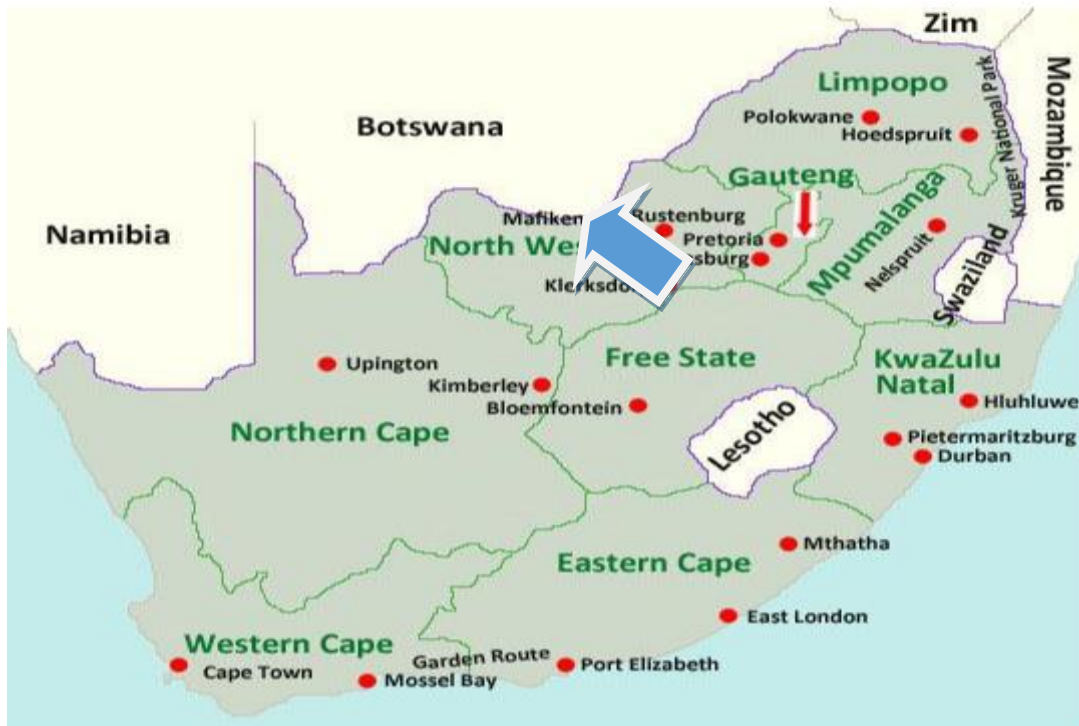 Zim
Mozambique
Limpopo
Kruger National Park
Polokwane
Hoedspruit
Botswana
Gauteng
Mpumalanga
Namibia
Rustenburg
North
Pretoria
Nelspruit
Swaziland
Upington
Free State
KwaZulu
Natal
Kimberley
Bloemfontein
Hluhluwe
Northern Cape
Lesotho
Pietermaritzburg
Durban
Mthatha
Eastern Cape
East London
Western Cape
Garden Route
Port Elizabeth
Cape Town
Mossel Bay